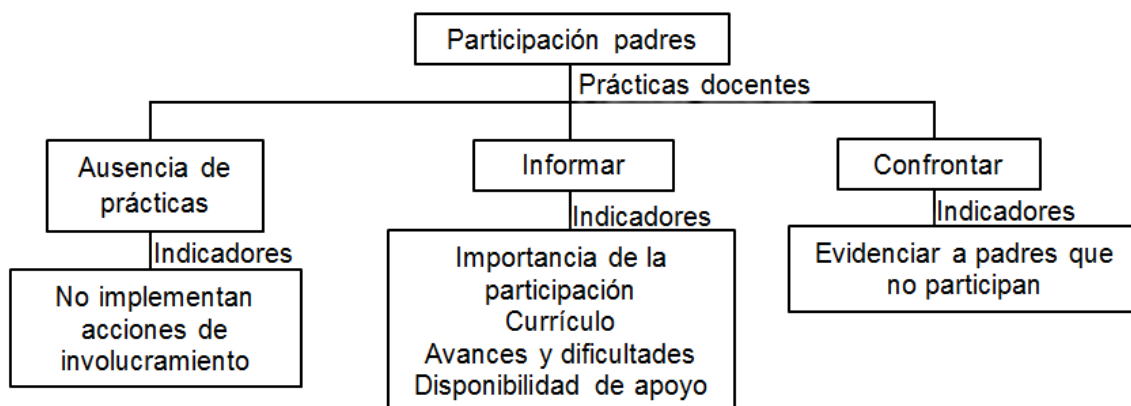 Participación padres
Prácticas docentes
Ausencia de
prácticas
Informar
Confrontar
Indicadores
Indicadores
Indicadores
No implementan
acciones de
involucramiento
Importancia de la
participación
Currículo
Avances y dificultades
Disponibilidad de apoyo
Evidenciar a padres que
no participan